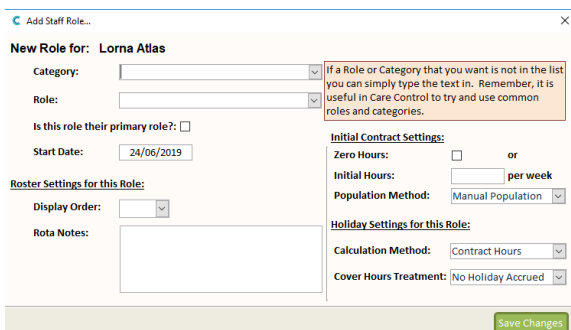 Add Staff Role...
New Role for: Lorna Atlas
Category:
If a Role or Category that you want is not in the list
you can simply type the text in. Remember, it is
useful in Care Control to try and use common
roles and categories.
Role:
Is this role their primary role?:
Start Date: 24/06/2019
Initial Contract Settings:
Zero Hours: or
Initial Hours: per week
Population Method: Manual Population
Roster Settings for this Role:
Display Order:
Rota Notes:
Holiday Settings for this Role:
Calculation Method: Contract Hours
Cover Hours Treatment: No Holiday Accrued
Save Changes